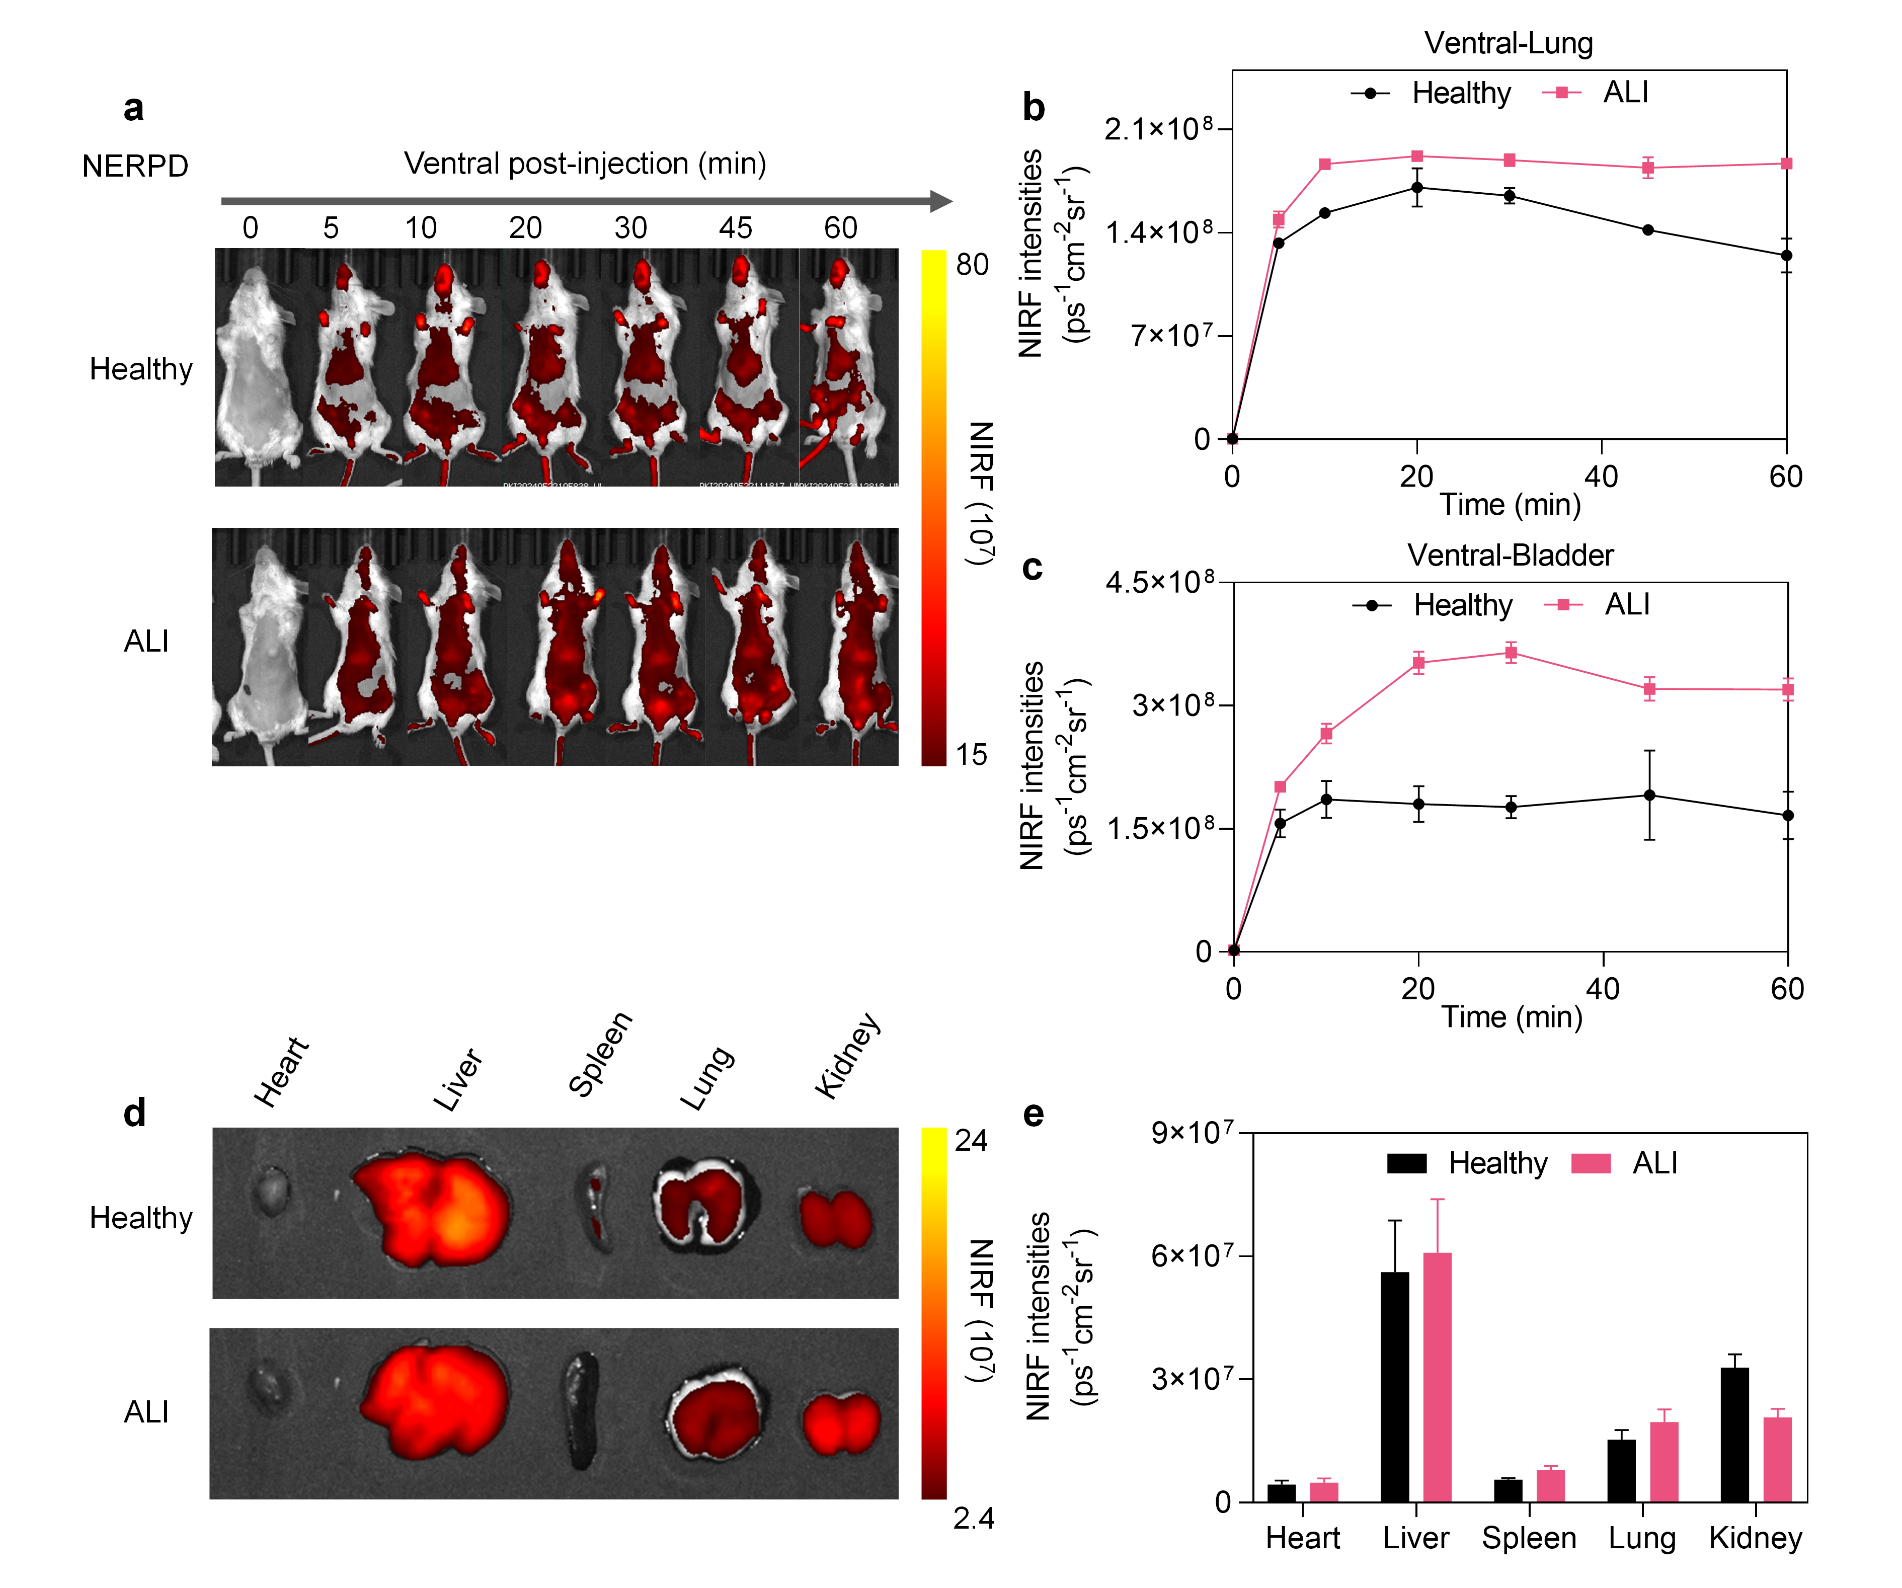 a
NERPD
Ventral post-injection (min)
0 5 10 20 30 45 60
Healthy
ALI
80
NIRF (10⁷)
15
b
Ventral-Lung
Healthy ALI
NIRF intensities
(ps⁻¹cm⁻²sr⁻¹)
2.1×10⁸
1.4×10⁸
7×10⁷
0
0 20 40 60
Time (min)
c
Ventral-Bladder
Healthy ALI
NIRF intensities
(ps⁻¹cm⁻²sr⁻¹)
4.5×10⁸
3×10⁸
1.5×10⁸
0
0 20 40 60
Time (min)
d
Heart Liver Spleen Lung Kidney
Healthy
ALI
24
NIRF (10⁷)
2.4
e
Healthy ALI
NIRF intensities
(ps⁻¹cm⁻²sr⁻¹)
9×10⁷
6×10⁷
3×10⁷
0
Heart Liver Spleen Lung Kidney